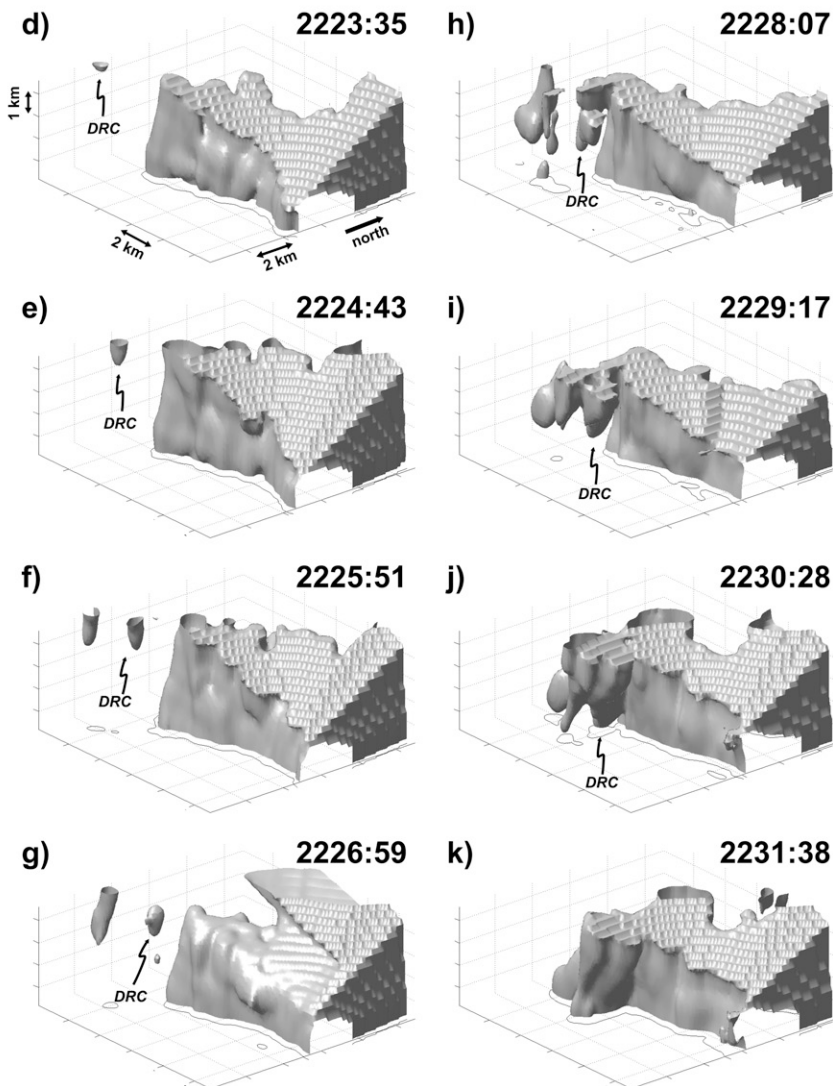 d) 2223:35
1 km
DRC
2 km
2 km
north
e) 2224:43
DRC
f) 2225:51
DRC
g) 2226:59
DRC
h) 2228:07
DRC
i) 2229:17
DRC
j) 2230:28
DRC
k) 2231:38